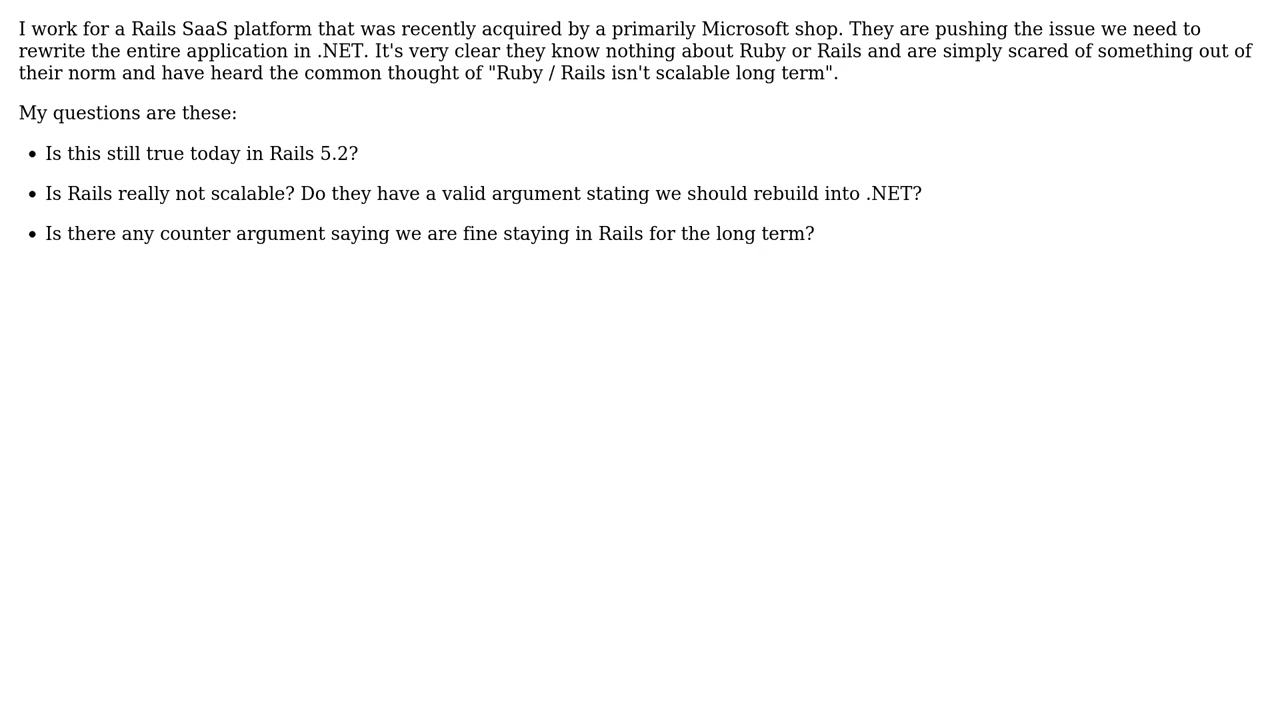 I work for a Rails SaaS platform that was recently acquired by a primarily Microsoft shop. They are pushing the issue we need to
rewrite the entire application in .NET. It's very clear they know nothing about Ruby or Rails and are simply scared of something out of
their norm and have heard the common thought of "Ruby / Rails isn't scalable long term".
My questions are these:
• Is this still true today in Rails 5.2?
• Is Rails really not scalable? Do they have a valid argument stating we should rebuild into .NET?
• Is there any counter argument saying we are fine staying in Rails for the long term?